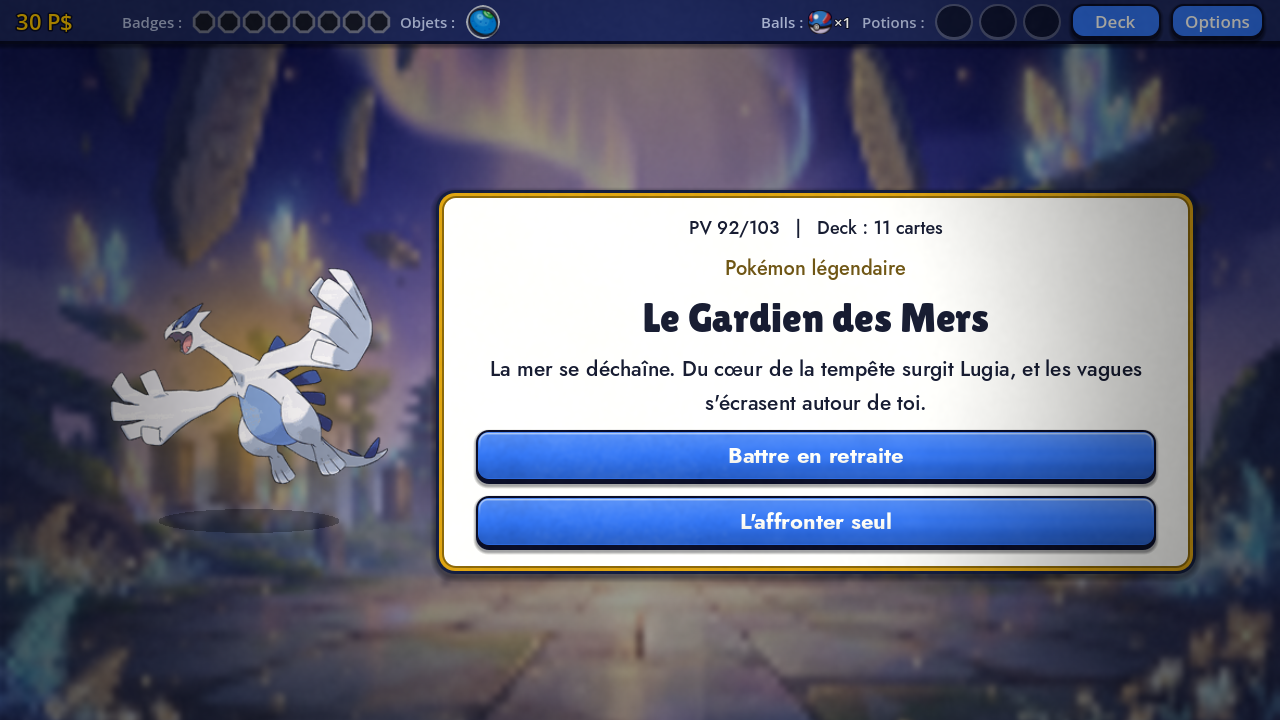 30 P$ Badges : Objets : Balls : ×1 Potions : Deck Options
PV 92/103 | Deck : 11 cartes
Pokémon légendaire
Le Gardien des Mers
La mer se déchaîne. Du cœur de la tempête surgit Lugia, et les vagues
s'écrasent autour de toi.
Battre en retraite
L'affronter seul